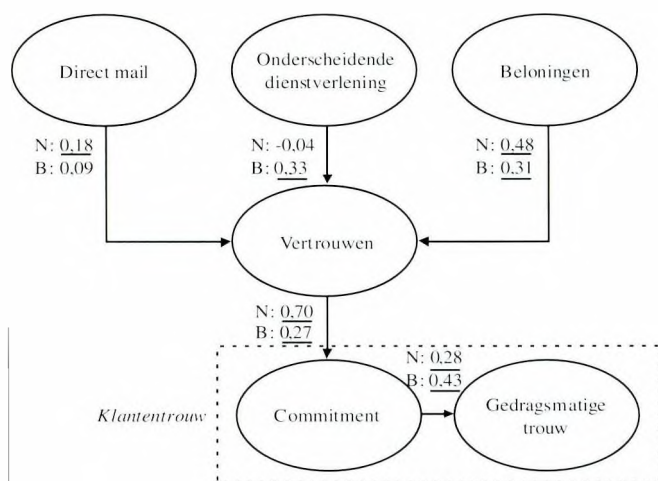 Direct mail
Onderscheidende
dienstverlening
Beloningen
N: 0,18
B: 0,09
N: -0,04
B: 0,33
N: 0,48
B: 0,31
Vertrouwen
N: 0,70
B: 0,27
Klantentrouw
Commitment
N: 0,28
B: 0,43
Gedragsmatige
trouw